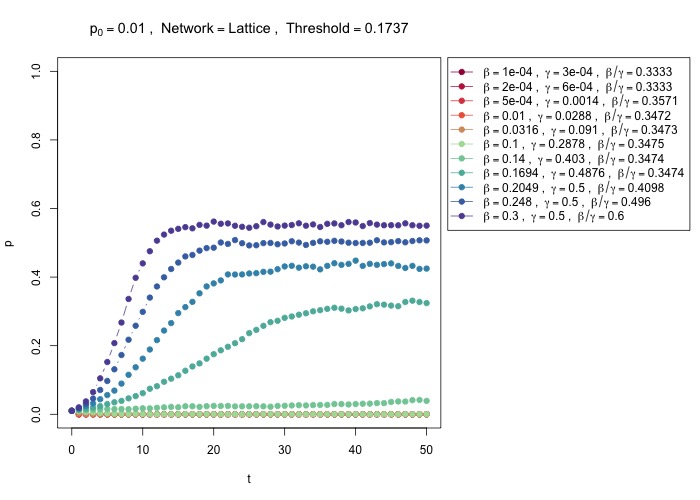 p₀ = 0.01 , Network = Lattice , Threshold = 0.1737
1.0
0.8
0.6
0.4
0.2
0.0
p
0 10 20 30 40 50
t
β = 1e-04 , γ = 3e-04 , β/γ = 0.3333
β = 2e-04 , γ = 6e-04 , β/γ = 0.3333
β = 5e-04 , γ = 0.0014 , β/γ = 0.3571
β = 0.01 , γ = 0.0288 , β/γ = 0.3472
β = 0.0316 , γ = 0.091 , β/γ = 0.3473
β = 0.1 , γ = 0.2878 , β/γ = 0.3475
β = 0.14 , γ = 0.403 , β/γ = 0.3474
β = 0.1694 , γ = 0.4876 , β/γ = 0.3474
β = 0.2049 , γ = 0.5 , β/γ = 0.4098
β = 0.248 , γ = 0.5 , β/γ = 0.496
β = 0.3 , γ = 0.5 , β/γ = 0.6